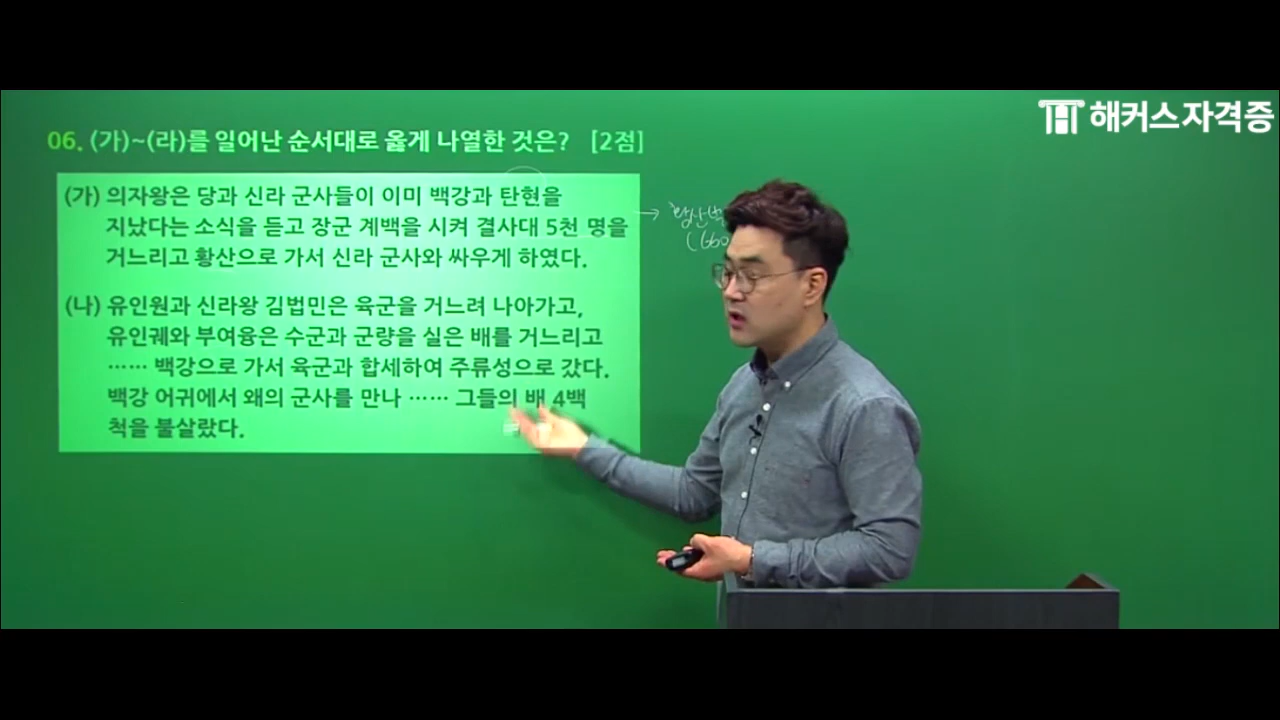 해커스자격증
06. (가)~(라)를 일어난 순서대로 옳게 나열한 것은? [2점]
(가) 의자왕은 당과 신라 군사들이 이미 백강과 탄현을
지났다는 소식을 듣고 장군 계백을 시켜 결사대 5천 명을
거느리고 황산으로 가서 신라 군사와 싸우게 하였다.
→ 황산벌
(660
(나) 유인원과 신라왕 김법민은 육군을 거느려 나아가고,
유인궤와 부여융은 수군과 군량을 실은 배를 거느리고
…… 백강으로 가서 육군과 합세하여 주류성으로 갔다.
백강 어귀에서 왜의 군사를 만나 …… 그들의 배 4백
척을 불살랐다.